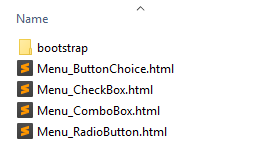 Name
bootstrap
Menu_ButtonChoice.html
Menu_CheckBox.html
Menu_ComboBox.html
Menu_RadioButton.html